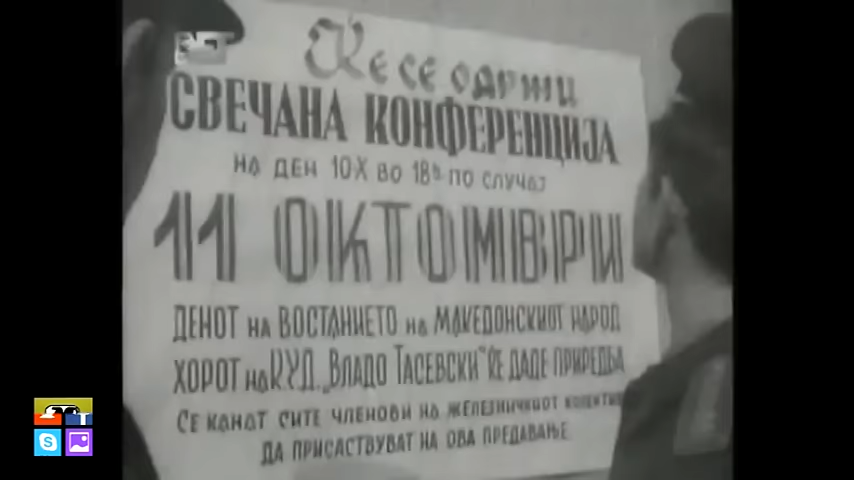 Ќе се одржи
СВЕЧАНА КОНФЕРЕНЦИЈА
НА ДЕН 10-X ВО 18ч ПО СЛУЧАЈ
11 ОКТОМВРИ
ДЕНОТ НА ВОСТАНИЕТО НА МАКЕДОНСКИОТ НАРОД
ХОРОТ НА К.У.Д. „ВЛАДО ТАСЕВСКИ" ЌЕ ДАДЕ ПРИРЕДБА
СЕ КАНАТ СИТЕ ЧЛЕНОВИ НА ЖЕЛЕЗНИЧКИОТ КОЛЕКТИВ
ДА ПРИСАСТВУВАТ НА ОВА ПРЕДАВАЊЕ